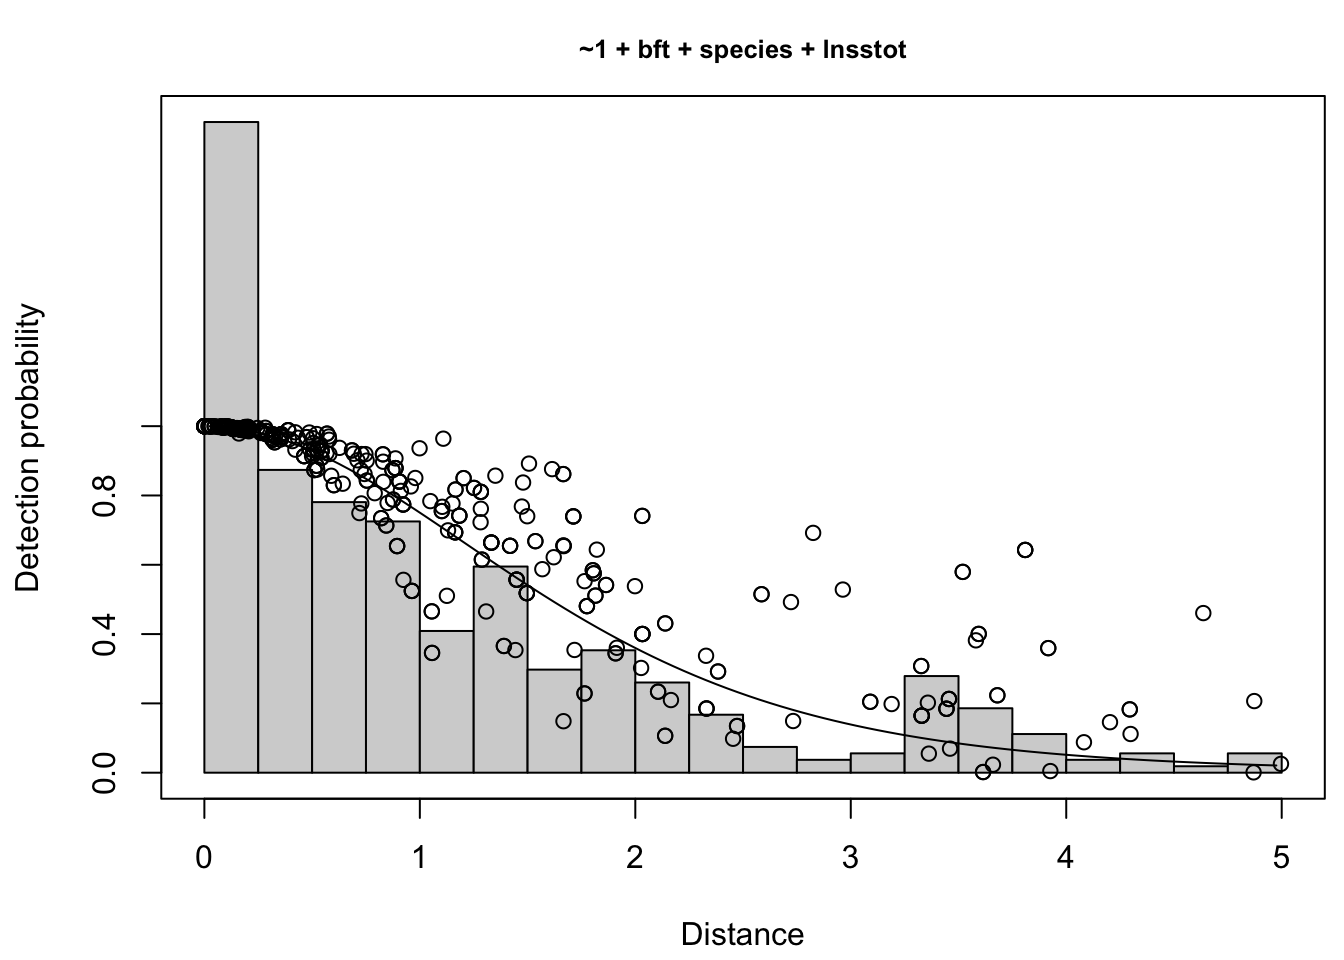 ~1 + bft + species + lnsstot
Detection probability
0.8
0.4
0.0
0 1 2 3 4 5
Distance